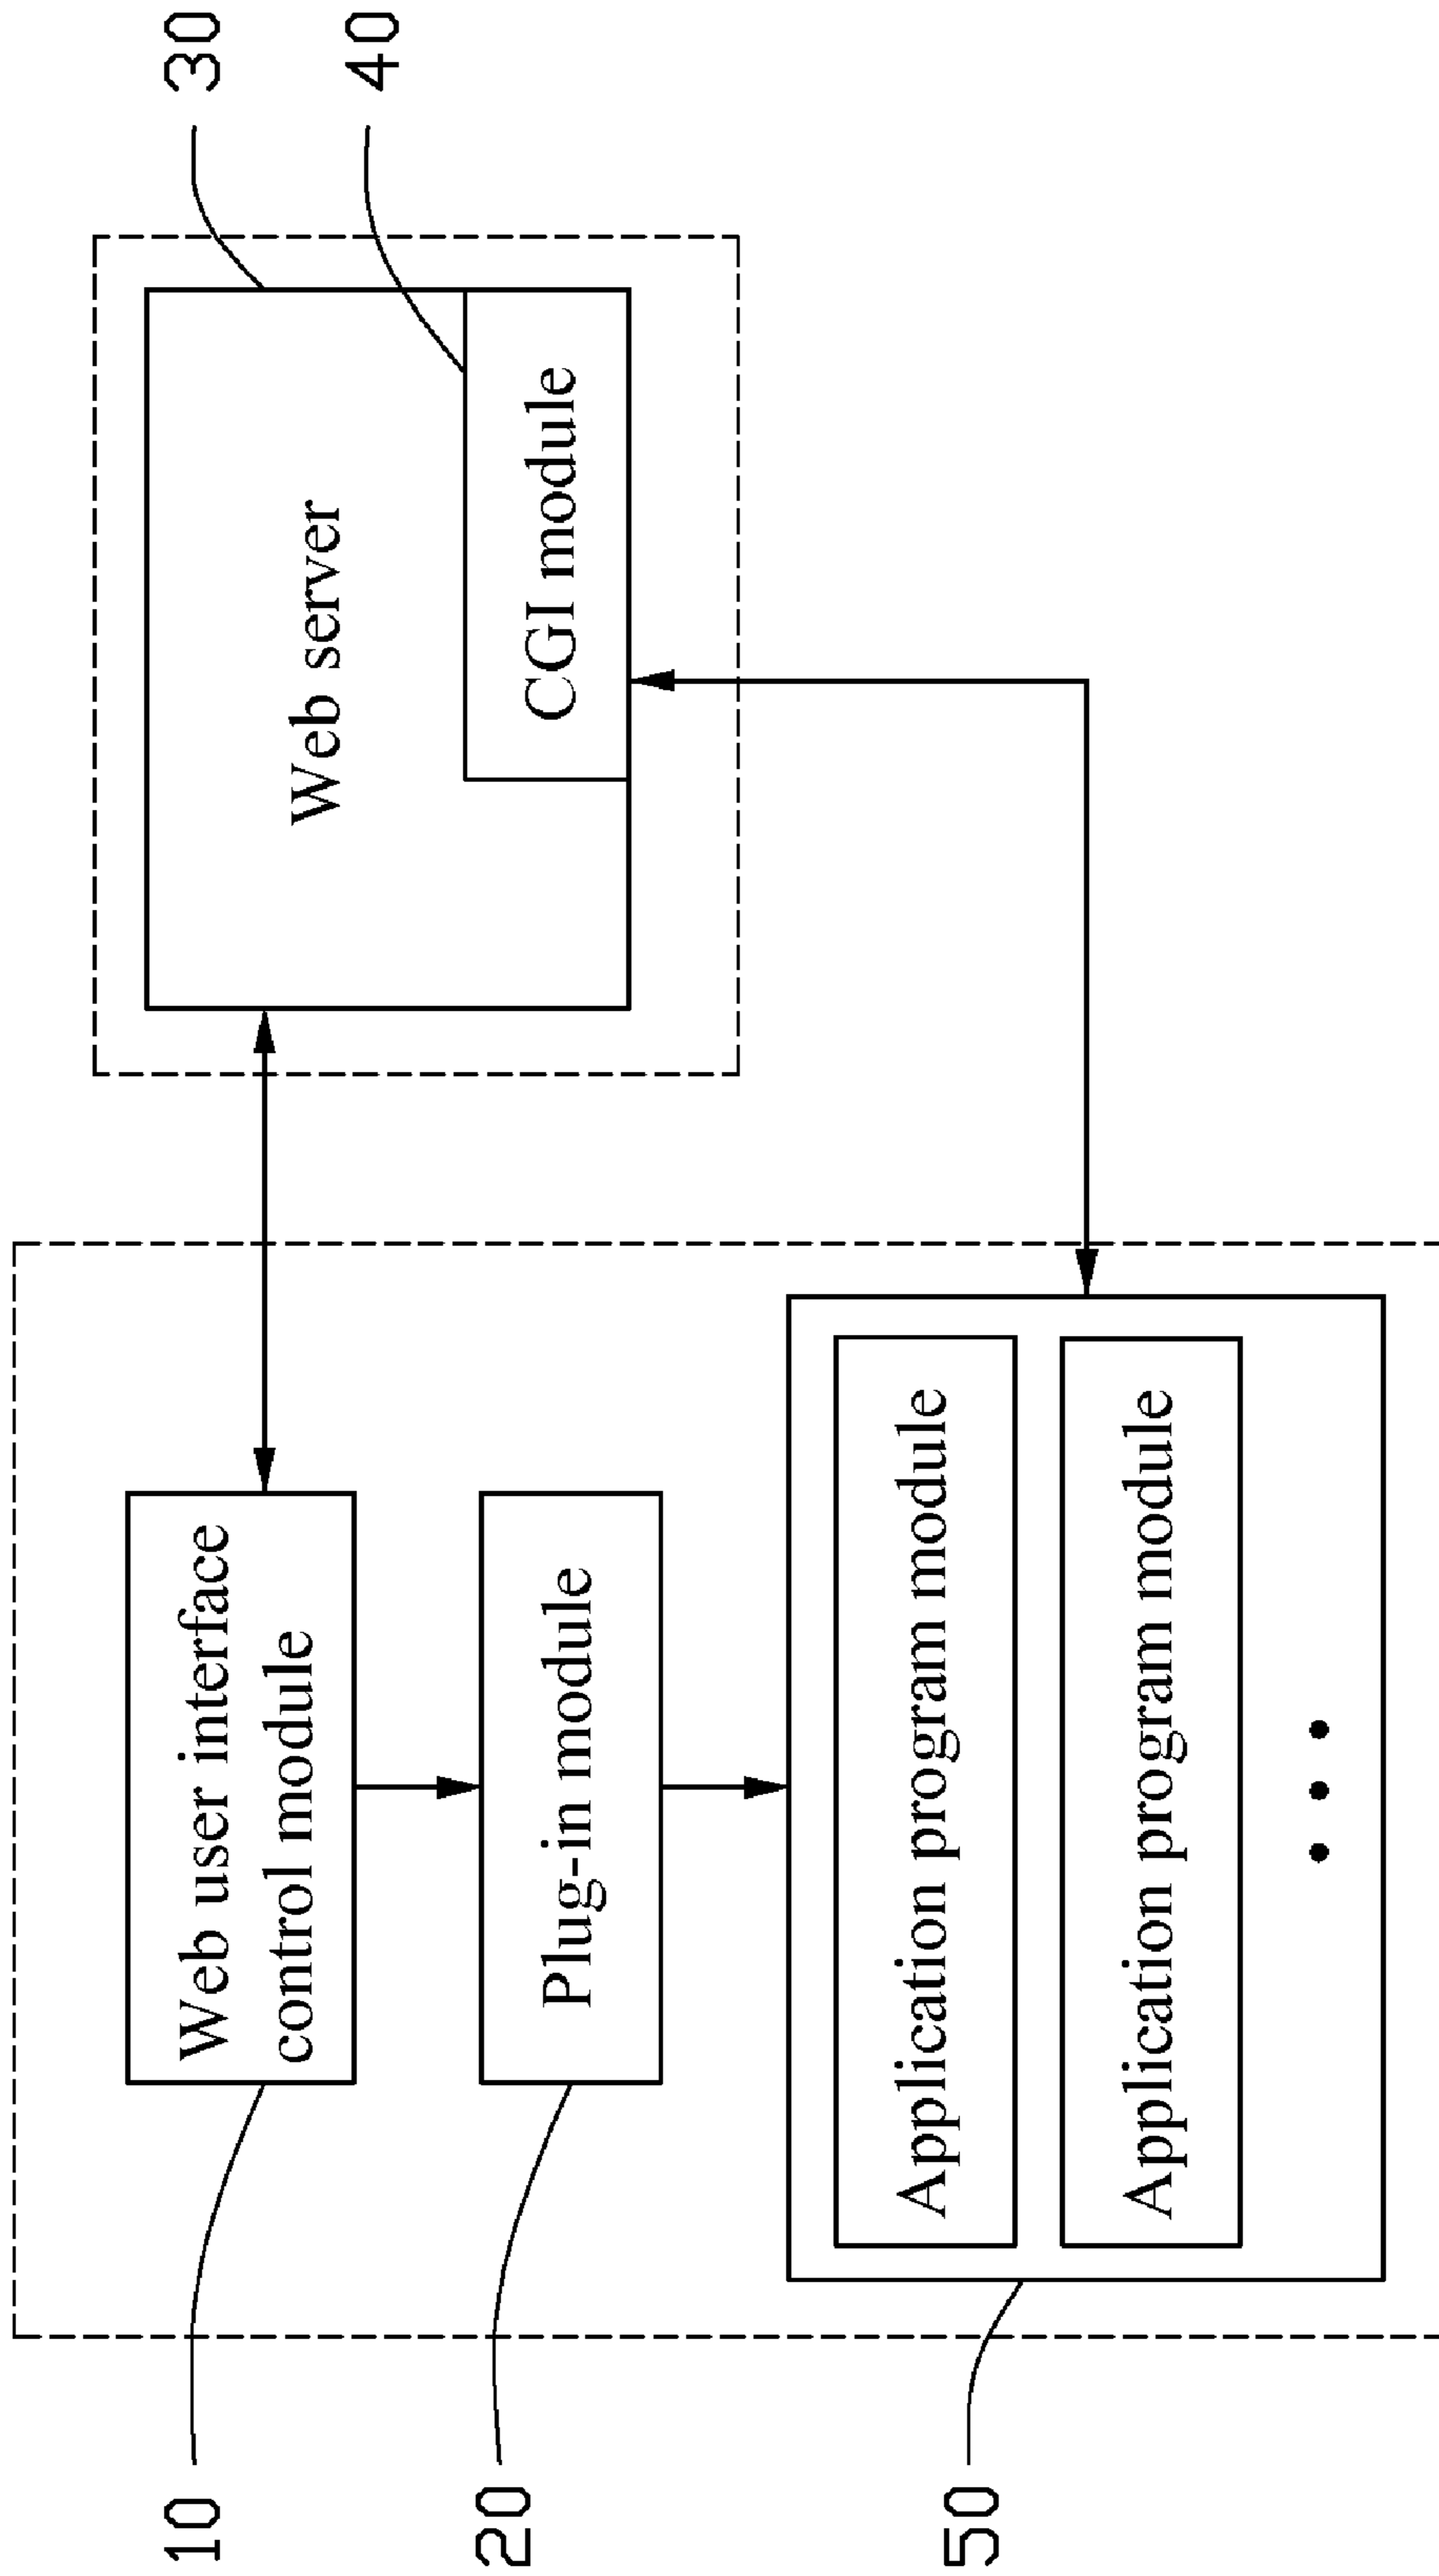 10
Web user interface
control module
20
Plug-in module
50
Application program module
Application program module
Web server
30
CGI module
40